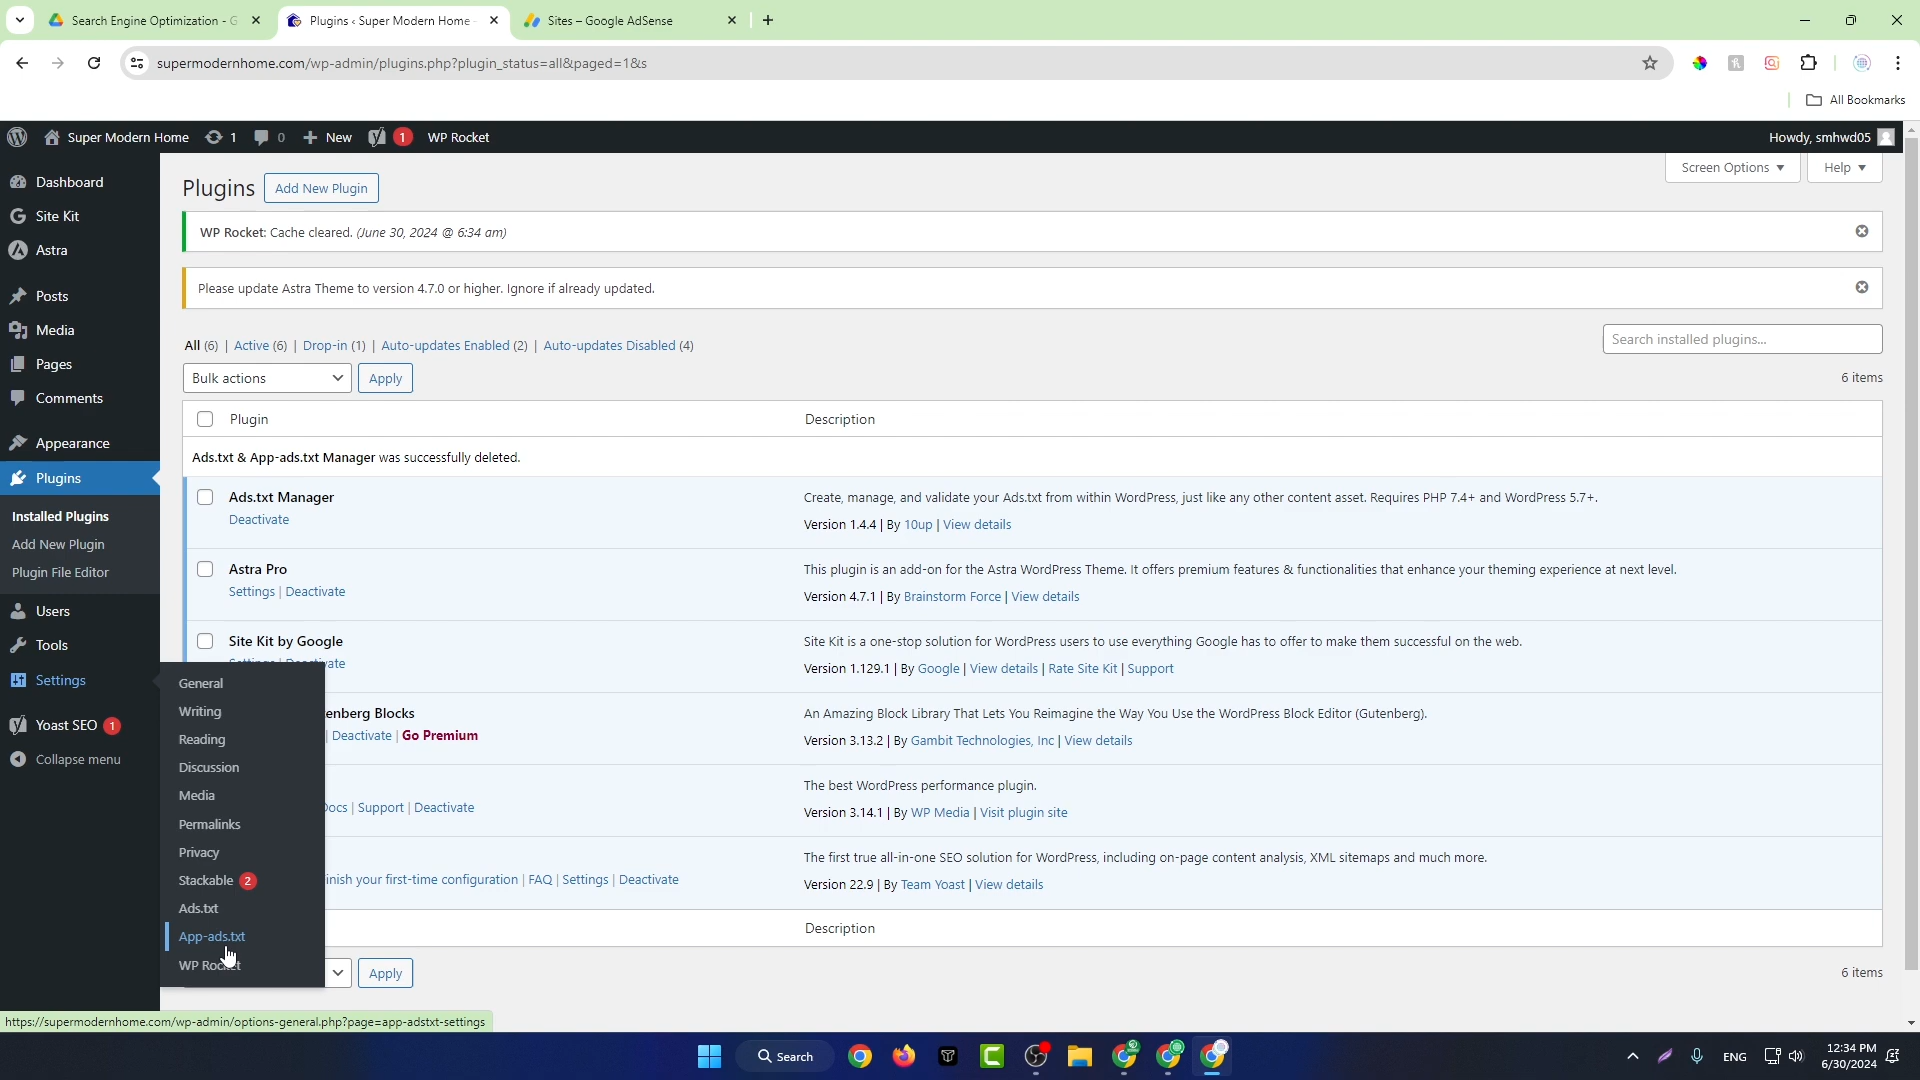 Search Engine Optimization - G
Plugins ‹ Super Modern Home -
Sites – Google AdSense
supermodernhome.com/wp-admin/plugins.php?plugin_status=all&paged=1&s
All Bookmarks
Super Modern Home 1 0 New 1 WP Rocket
Howdy, smhwd05
Dashboard
Site Kit
Astra
Posts
Media
Pages
Comments
Appearance
Plugins
Installed Plugins
Add New Plugin
Plugin File Editor
Users
Tools
Settings
Yoast SEO 1
Collapse menu
General
Writing
Reading
Discussion
Media
Permalinks
Privacy
Stackable 2
Ads.txt
App-ads.txt
WP Rocket
Screen Options
Help
Plugins Add New Plugin
WP Rocket: Cache cleared. (June 30, 2024 @ 6:34 am)
Please update Astra Theme to version 4.7.0 or higher. Ignore if already updated.
All (6) | Active (6) | Drop-in (1) | Auto-updates Enabled (2) | Auto-updates Disabled (4)
Search installed plugins...
Bulk actions Apply
6 items
Plugin Description
Ads.txt & App-ads.txt Manager was successfully deleted.
Ads.txt Manager
Deactivate
Create, manage, and validate your Ads.txt from within WordPress, just like any other content asset. Requires PHP 7.4+ and WordPress 5.7+.
Version 1.4.4 | By 10up | View details
Astra Pro
Settings | Deactivate
This plugin is an add-on for the Astra WordPress Theme. It offers premium features & functionalities that enhance your theming experience at next level.
Version 4.7.1 | By Brainstorm Force | View details
Site Kit by Google
Settings | Deactivate
Site Kit is a one-stop solution for WordPress users to use everything Google has to offer to make them successful on the web.
Version 1.129.1 | By Google | View details | Rate Site Kit | Support
enberg Blocks
| Deactivate | Go Premium
An Amazing Block Library That Lets You Reimagine the Way You Use the WordPress Block Editor (Gutenberg).
Version 3.13.2 | By Gambit Technologies, Inc | View details
Docs | Support | Deactivate
The best WordPress performance plugin.
Version 3.14.1 | By WP Media | Visit plugin site
inish your first-time configuration | FAQ | Settings | Deactivate
The first true all-in-one SEO solution for WordPress, including on-page content analysis, XML sitemaps and much more.
Version 22.9 | By Team Yoast | View details
Description
Apply
6 items
https://supermodernhome.com/wp-admin/options-general.php?page=app-adstxt-settings
Search
ENG
12:34 PM
6/30/2024